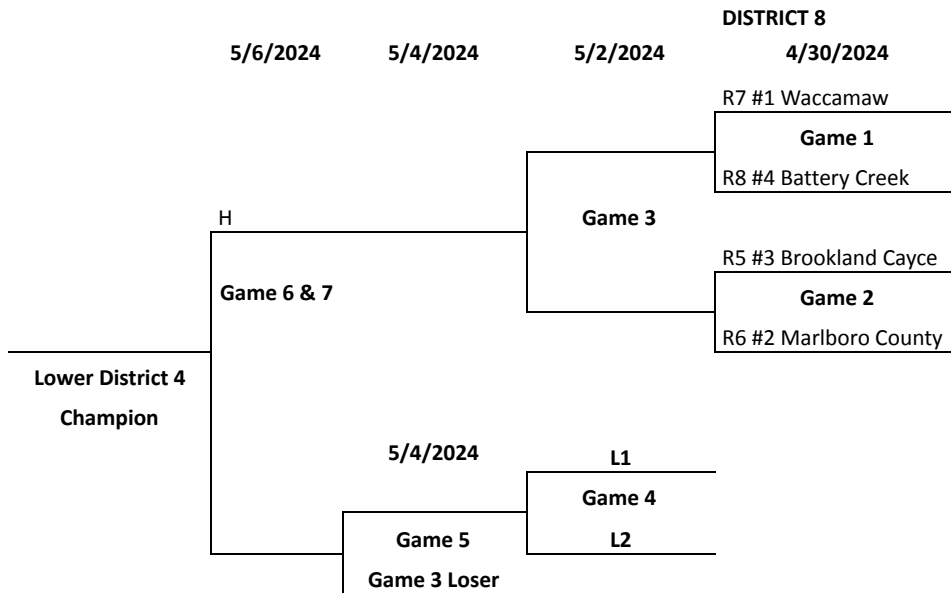 DISTRICT 8
5/6/2024 5/4/2024 5/2/2024 4/30/2024
R7 #1 Waccamaw
Game 1
R8 #4 Battery Creek
H
Game 3
R5 #3 Brookland Cayce
Game 6 & 7
Game 2
R6 #2 Marlboro County
Lower District 4
Champion
5/4/2024
L1
Game 4
Game 5
L2
Game 3 Loser